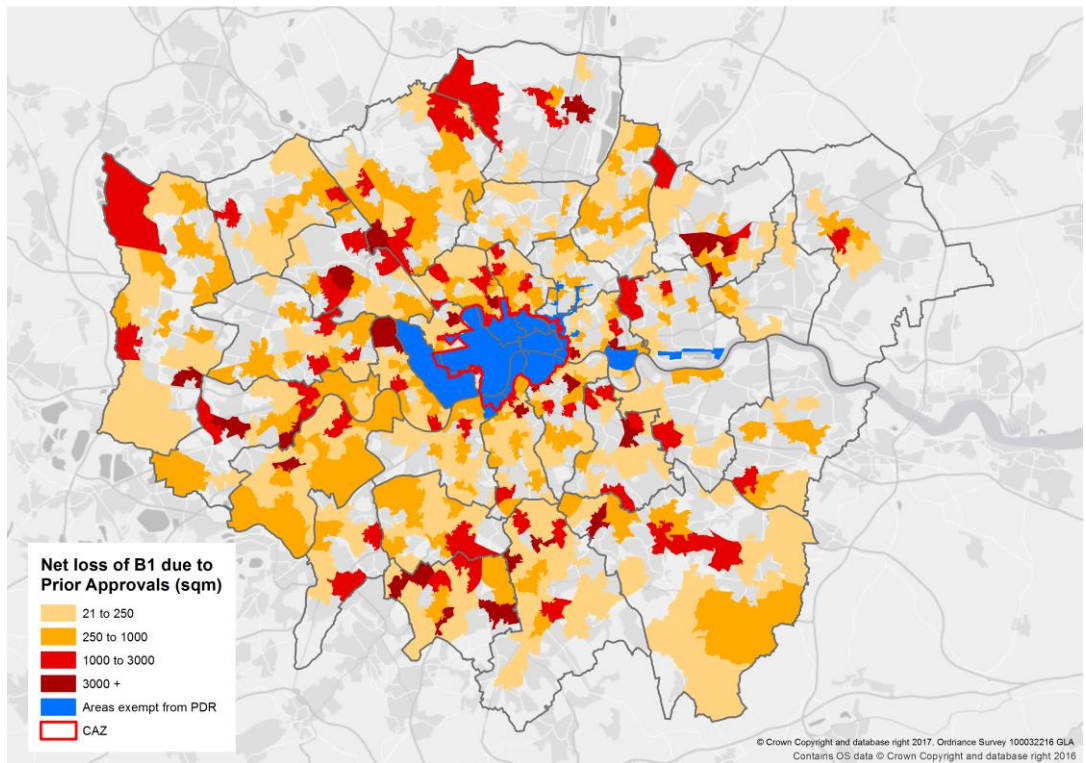 Net loss of B1 due to
Prior Approvals (sqm)
21 to 250
250 to 1000
1000 to 3000
3000 +
Areas exempt from PDR
CAZ
© Crown Copyright and database right 2017. Ordnance Survey 100032216 GLA
Contains OS data © Crown Copyright and database right 2016